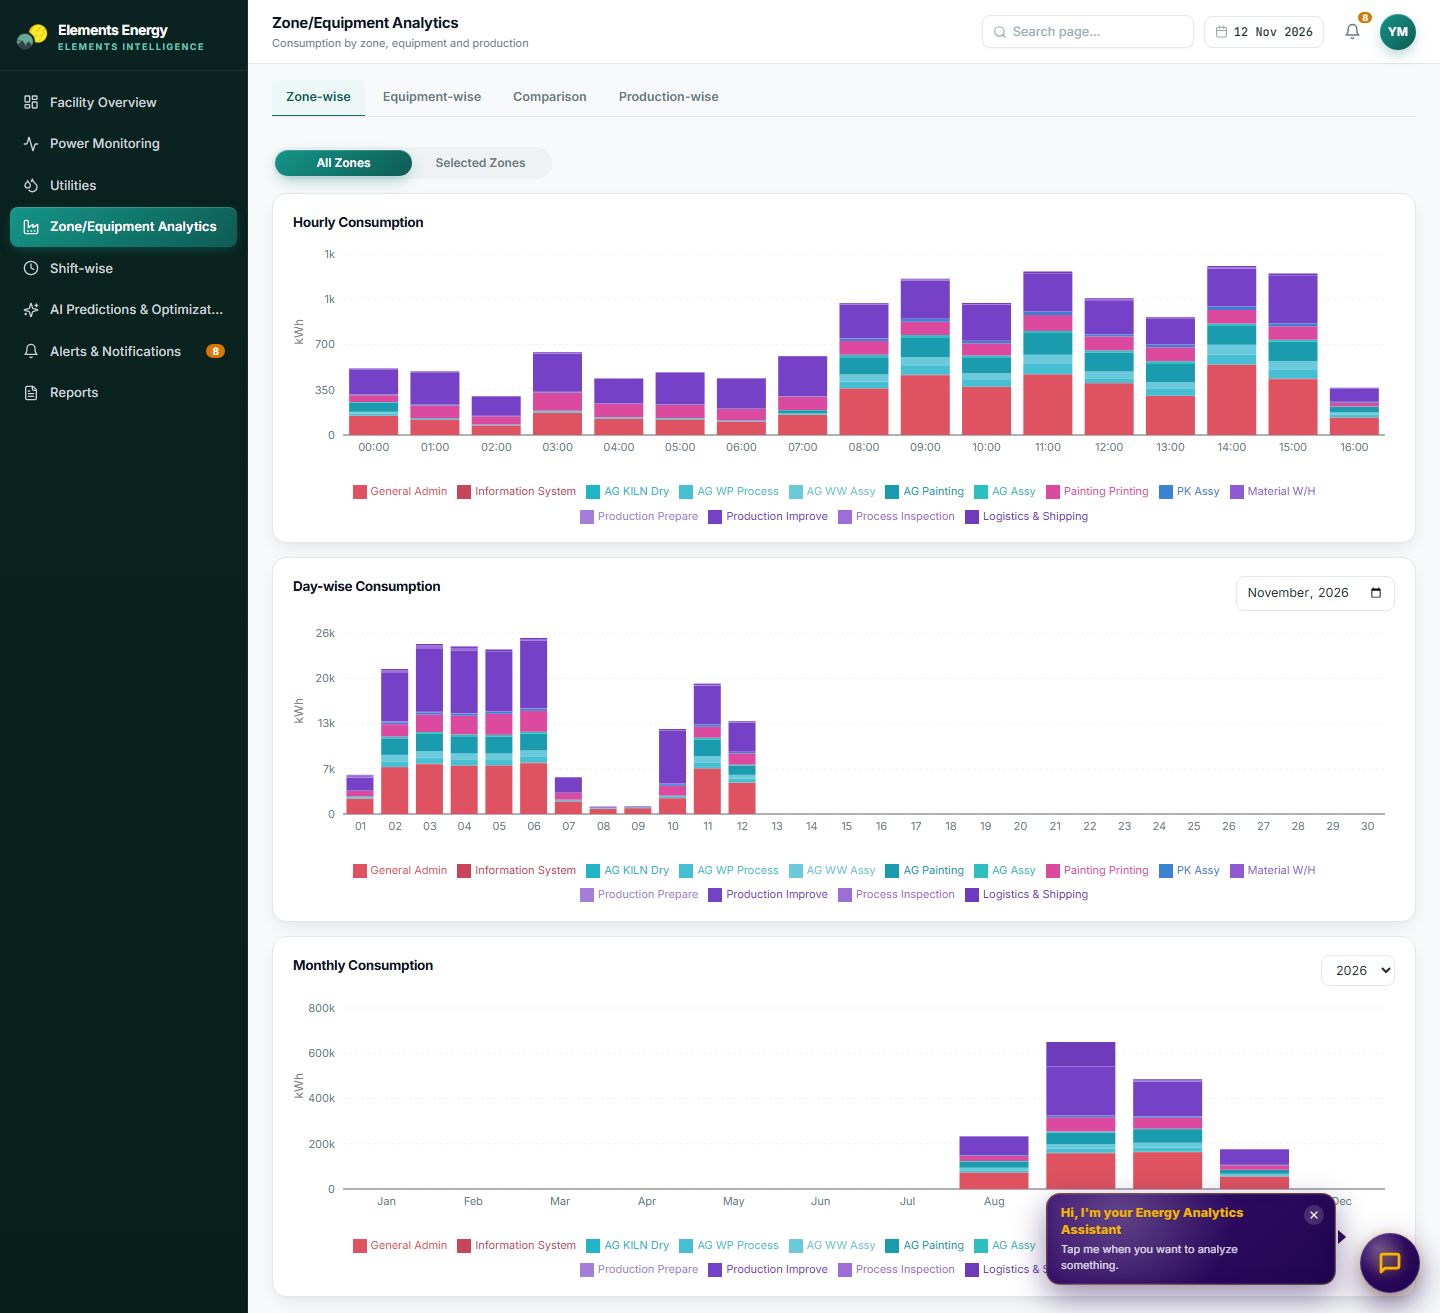 Elements Energy
ELEMENTS INTELLIGENCE
Facility Overview
Power Monitoring
Utilities
Zone/Equipment Analytics
Shift-wise
AI Predictions & Optimizat...
Alerts & Notifications 8
Reports
Zone/Equipment Analytics
Consumption by zone, equipment and production
Search page...
12 Nov 2026
8
YM
Zone-wise Equipment-wise Comparison Production-wise
All Zones Selected Zones
Hourly Consumption
kWh
1k
1k
700
350
0
00:00 01:00 02:00 03:00 04:00 05:00 06:00 07:00 08:00 09:00 10:00 11:00 12:00 13:00 14:00 15:00 16:00
General Admin Information System AG KILN Dry AG WP Process AG WW Assy AG Painting AG Assy Painting Printing PK Assy Material W/H
Production Prepare Production Improve Process Inspection Logistics & Shipping
Day-wise Consumption
November, 2026
kWh
26k
20k
13k
7k
0
01 02 03 04 05 06 07 08 09 10 11 12 13 14 15 16 17 18 19 20 21 22 23 24 25 26 27 28 29 30
General Admin Information System AG KILN Dry AG WP Process AG WW Assy AG Painting AG Assy Painting Printing PK Assy Material W/H
Production Prepare Production Improve Process Inspection Logistics & Shipping
Monthly Consumption
2026
kWh
800k
600k
400k
200k
0
Jan Feb Mar Apr May Jun Jul Aug Dec
General Admin Information System AG KILN Dry AG WP Process AG WW Assy AG Painting AG Assy
Production Prepare Production Improve Process Inspection Logistics & S
Hi, I'm your Energy Analytics
Assistant
Tap me when you want to analyze
something.